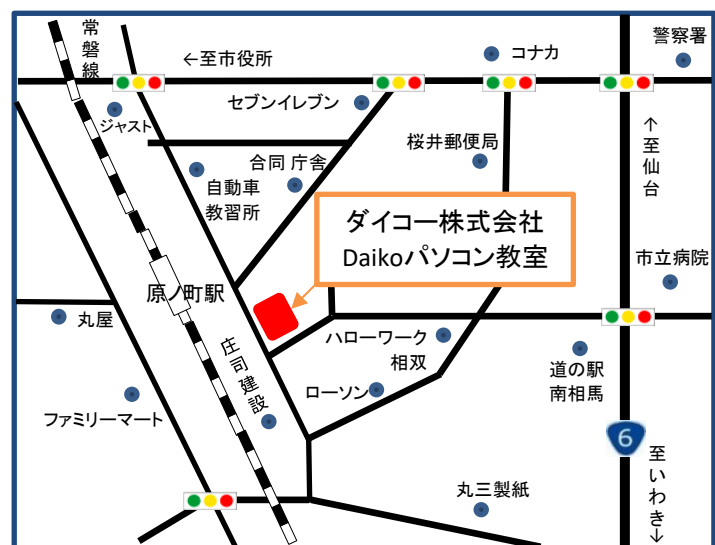 常磐線
←至市役所
コナカ
警察署
ジャスト
セブンイレブン
合同 庁舎
桜井郵便局
↑至仙台
自動車
教習所
ダイコー株式会社
Daikoパソコン教室
市立病院
原ノ町駅
丸屋
庄司建設
ハローワーク
相双
道の駅
南相馬
ローソン
ファミリーマート
6
至いわき↓
丸三製紙